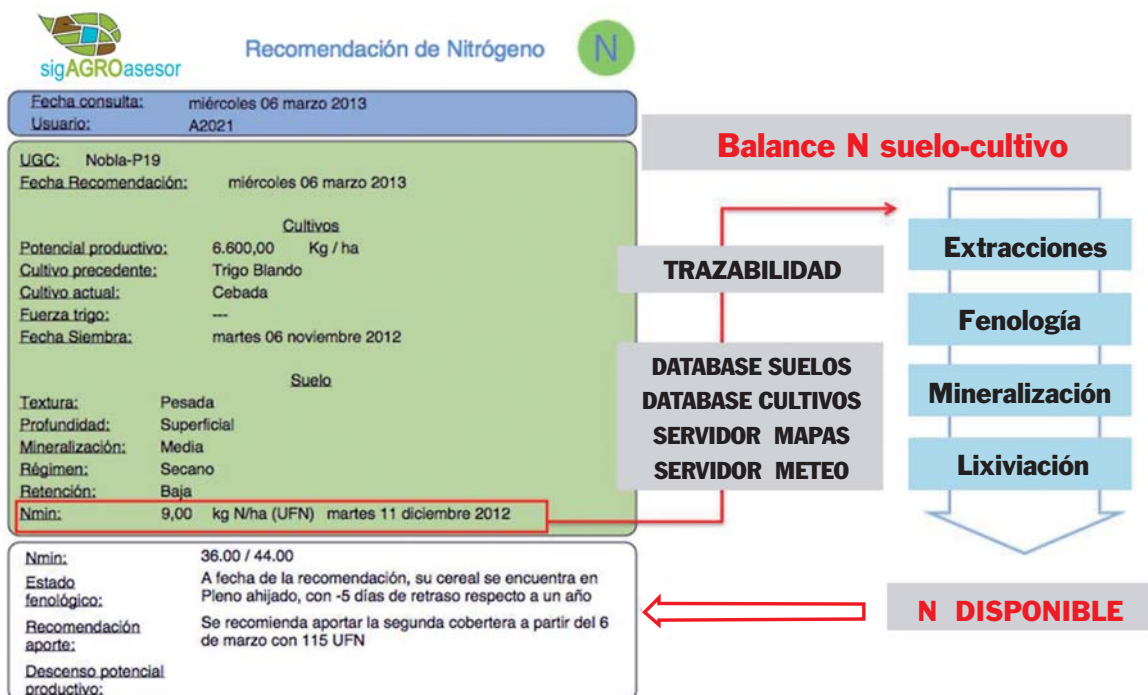 sigAGROasesor
Recomendación de Nitrógeno
N
Fecha consulta: miércoles 06 marzo 2013
Usuario: A2021
UGC: Nobla-P19
Fecha Recomendación: miércoles 06 marzo 2013
Cultivos
Potencial productivo: 6.600,00 Kg / ha
Cultivo precedente: Trigo Blando
Cultivo actual: Cebada
Fuerza trigo: ---
Fecha Siembra: martes 06 noviembre 2012
Suelo
Textura: Pesada
Profundidad: Superficial
Mineralización: Media
Régimen: Secano
Retención: Baja
Nmin: 9,00 kg N/ha (UFN) martes 11 diciembre 2012
Nmin: 36.00 / 44.00
Estado fenológico: A fecha de la recomendación, su cereal se encuentra en
Pleno ahijado, con -5 días de retraso respecto a un año
Recomendación aporte: Se recomienda aportar la segunda cobertera a partir del 6
de marzo con 115 UFN
Descenso potencial
productivo:
Balance N suelo-cultivo
TRAZABILIDAD
DATABASE SUELOS
DATABASE CULTIVOS
SERVIDOR MAPAS
SERVIDOR METEO
Extracciones
Fenología
Mineralización
Lixiviación
N DISPONIBLE